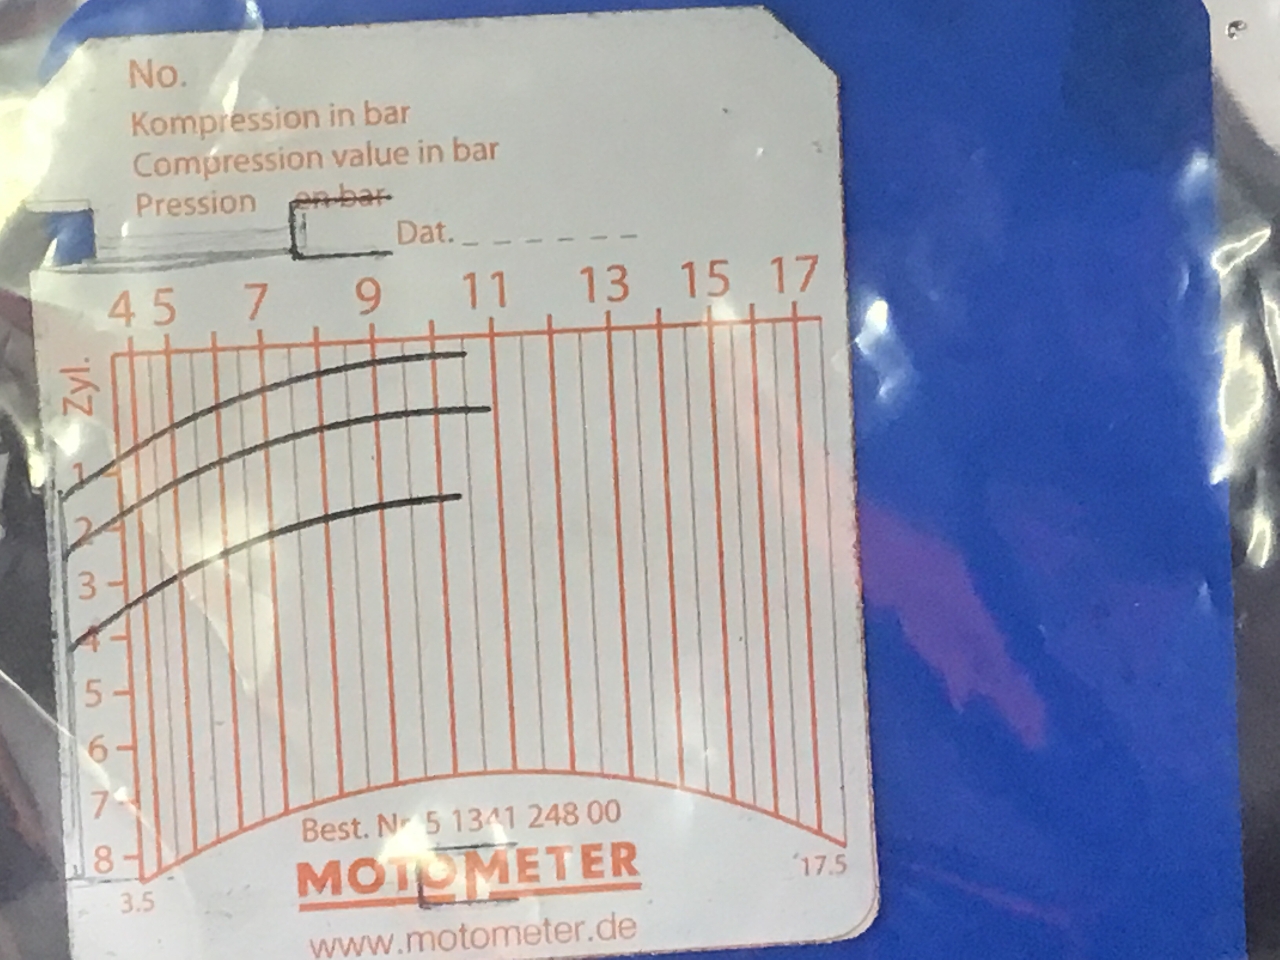 No.
Kompression in bar
Compression value in bar
Pression en bar
Dat.
4 5 7 9 11 13 15 17
Zyl.
1
2
3
4
5
6
7
8
3.5
17.5
Best. Nr. 5 1341 248 00
MOTOMETER
www.motometer.de